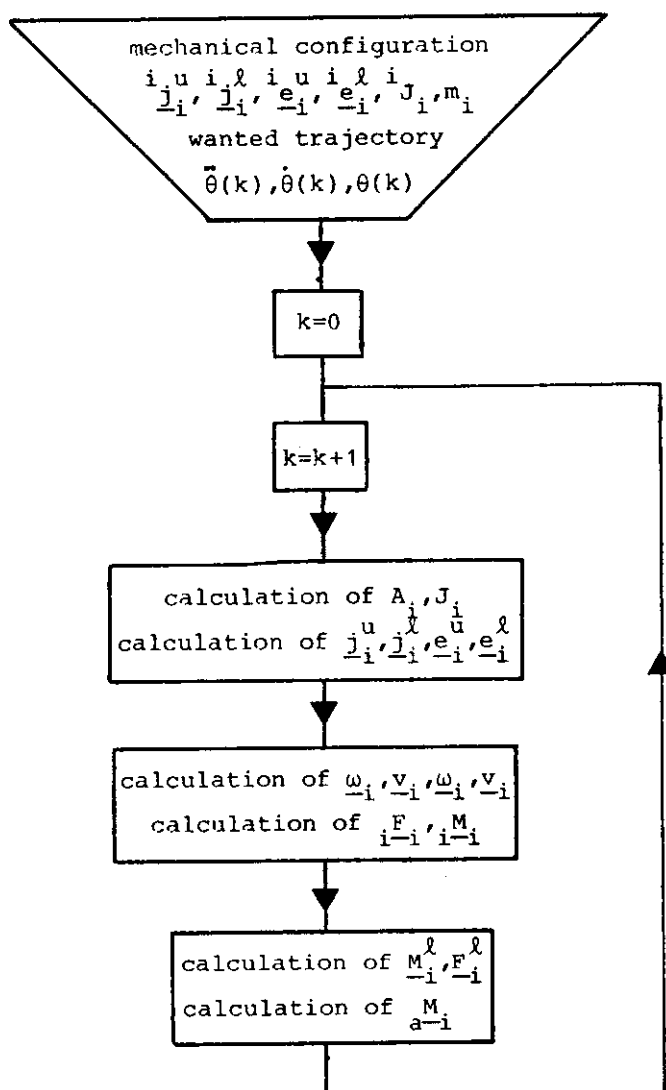 mechanical configuration
ⁱj̲ᵢᵘ, ⁱj̲ᵢˡ, ⁱe̲ᵢᵘ, ⁱe̲ᵢˡ, ⁱJᵢ, mᵢ
wanted trajectory
θ̈(k), θ̇(k), θ(k)
k=0
k=k+1
calculation of Aᵢ, Jᵢ
calculation of j̲ᵢᵘ, j̲ᵢˡ, e̲ᵢᵘ, e̲ᵢˡ
calculation of ω̲ᵢ, v̲ᵢ, ω̲ᵢ, v̲ᵢ
calculation of ᵢF̲ᵢ, ᵢM̲ᵢ
calculation of M̲ᵢˡ, F̲ᵢˡ
calculation of ₐM̲ᵢ